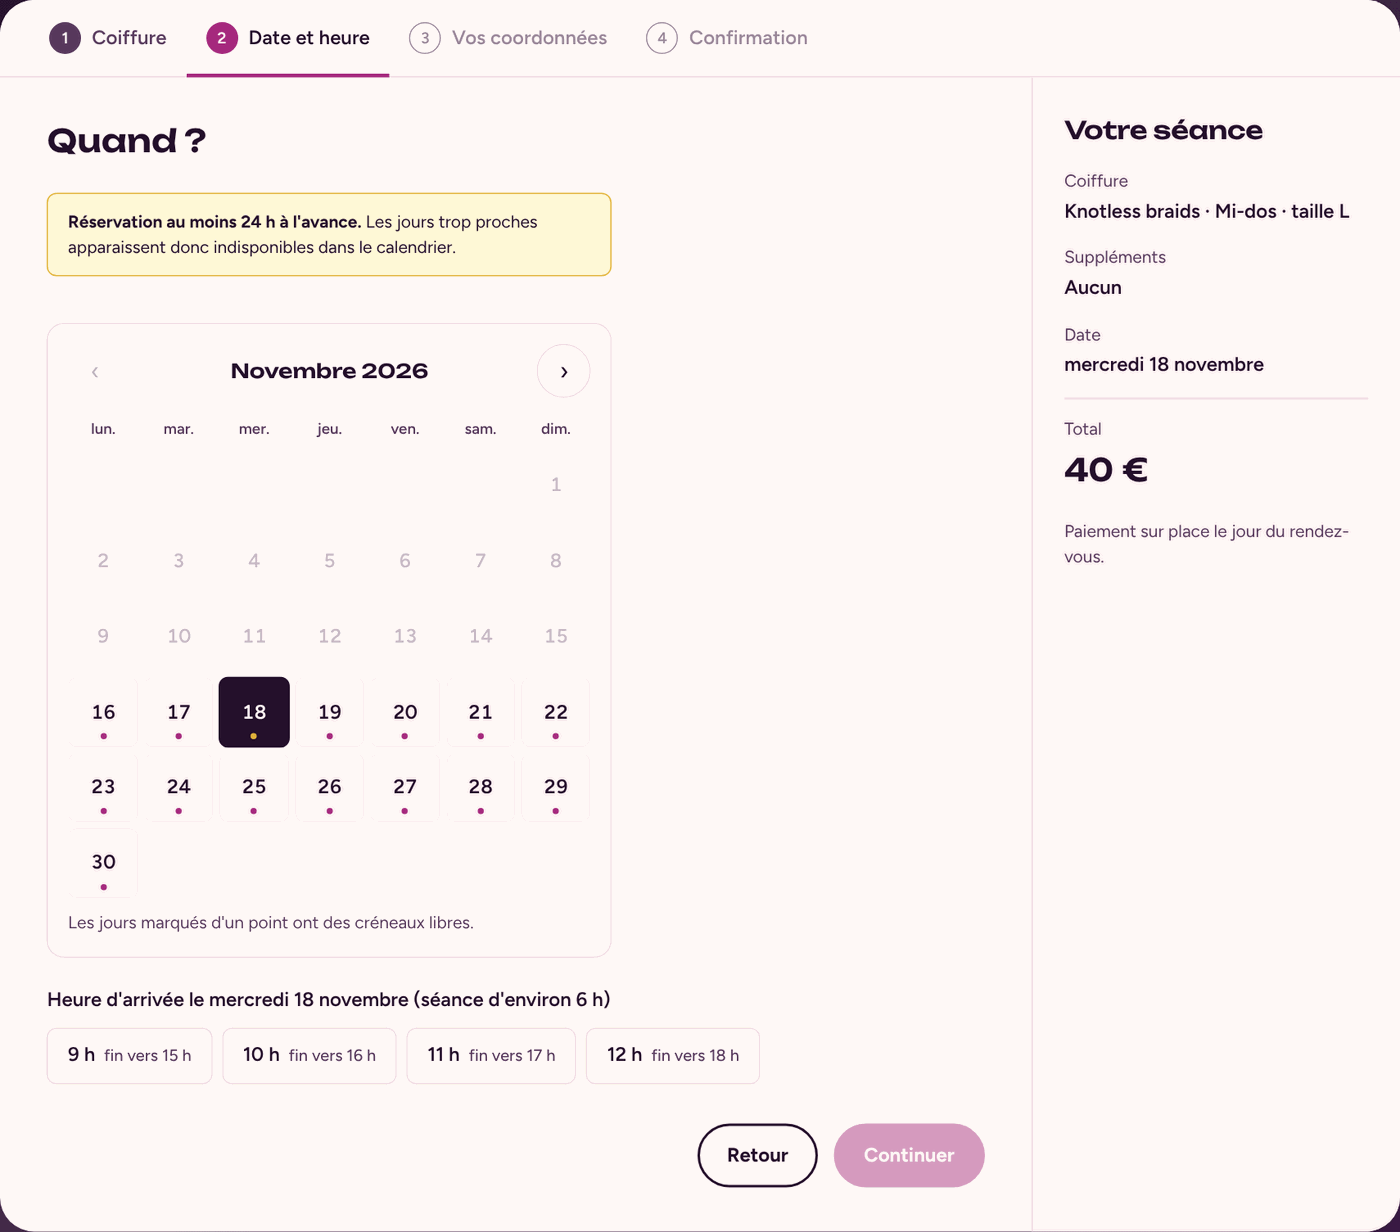 1 Coiffure 2 Date et heure 3 Vos coordonnées 4 Confirmation
Quand ?
Réservation au moins 24 h à l'avance. Les jours trop proches
apparaissent donc indisponibles dans le calendrier.
‹ Novembre 2026 ›
lun. mar. mer. jeu. ven. sam. dim.
1
2 3 4 5 6 7 8
9 10 11 12 13 14 15
16 17 18 19 20 21 22
23 24 25 26 27 28 29
30
Les jours marqués d'un point ont des créneaux libres.
Heure d'arrivée le mercredi 18 novembre (séance d'environ 6 h)
9 h fin vers 15 h 10 h fin vers 16 h 11 h fin vers 17 h 12 h fin vers 18 h
Retour Continuer
Votre séance
Coiffure
Knotless braids · Mi-dos · taille L
Suppléments
Aucun
Date
mercredi 18 novembre
Total
40 €
Paiement sur place le jour du rendez-
vous.